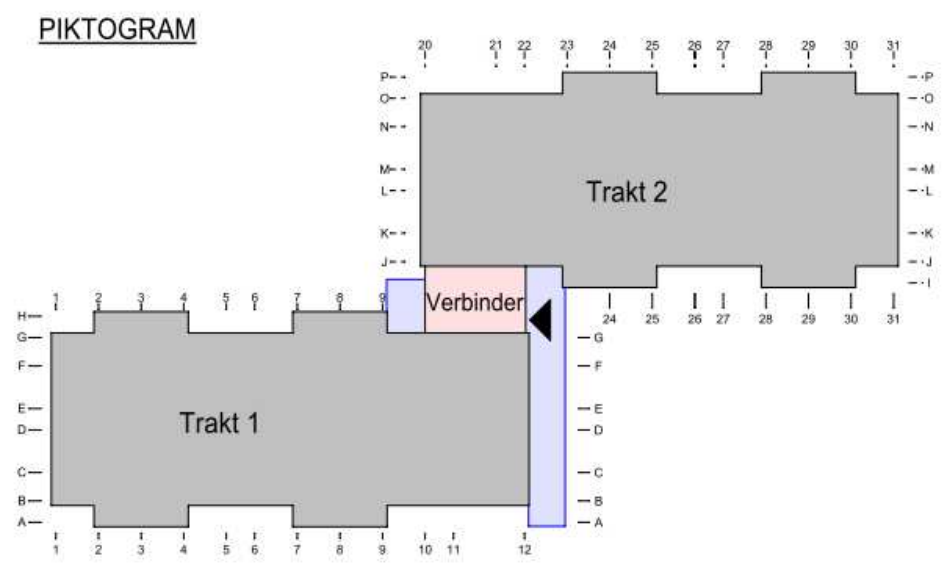 PIKTOGRAM
20 21 22 23 24 25 26 27 28 29 30 31
P P
O O
N N
M M
Trakt 2
L L
K K
J J
I
1 2 3 4 7 8 9
Verbinder
H
24 25 26 27 28 29 30 31
G G
F F
E E
Trakt 1
D D
C C
B B
A A
1 2 3 4 5 6 7 8 9 10 11 12